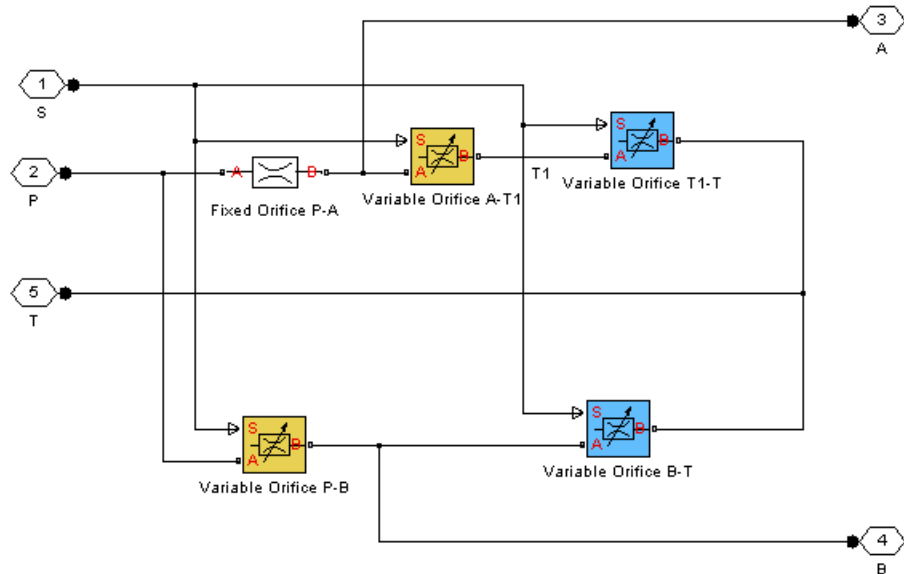 3
A
1
S
S
A
B
S
A
B
2
P
A
B
Fixed Orifice P-A
Variable Orifice A-T1
T1
Variable Orifice T1-T
5
T
S
A
B
Variable Orifice P-B
S
A
B
Variable Orifice B-T
4
B